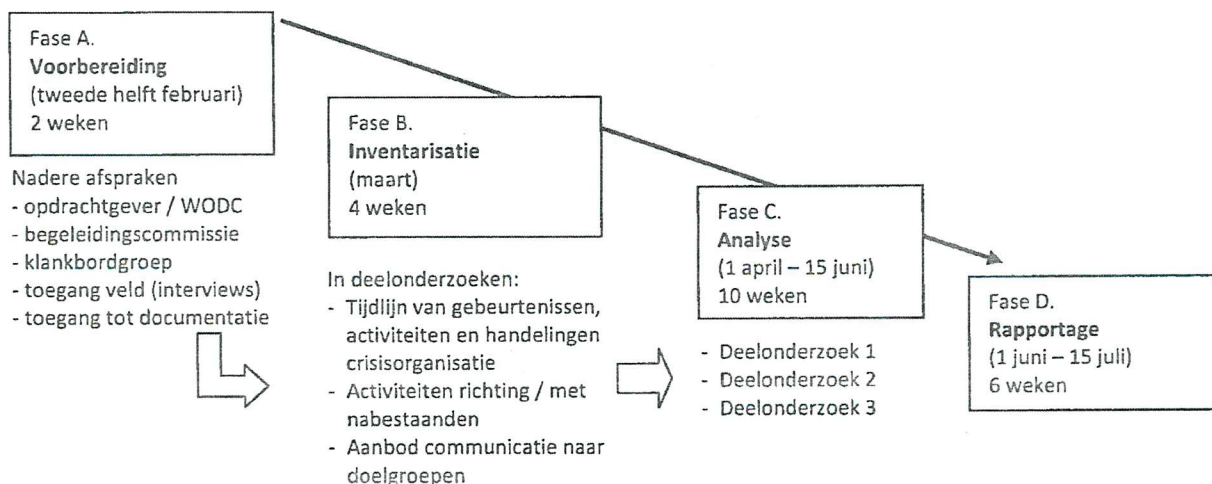 Fase A.
Voorbereiding
(tweede helft februari)
2 weken
Nadere afspraken
- opdrachtgever / WODC
- begeleidingscommissie
- klankbordgroep
- toegang veld (interviews)
- toegang tot documentatie
Fase B.
Inventarisatie
(maart)
4 weken
In deelonderzoeken:
- Tijdlijn van gebeurtenissen,
activiteiten en handelingen
crisisorganisatie
- Activiteiten richting / met
nabestaanden
- Aanbod communicatie naar
doelgroepen
Fase C.
Analyse
(1 april – 15 juni)
10 weken
- Deelonderzoek 1
- Deelonderzoek 2
- Deelonderzoek 3
Fase D.
Rapportage
(1 juni – 15 juli)
6 weken